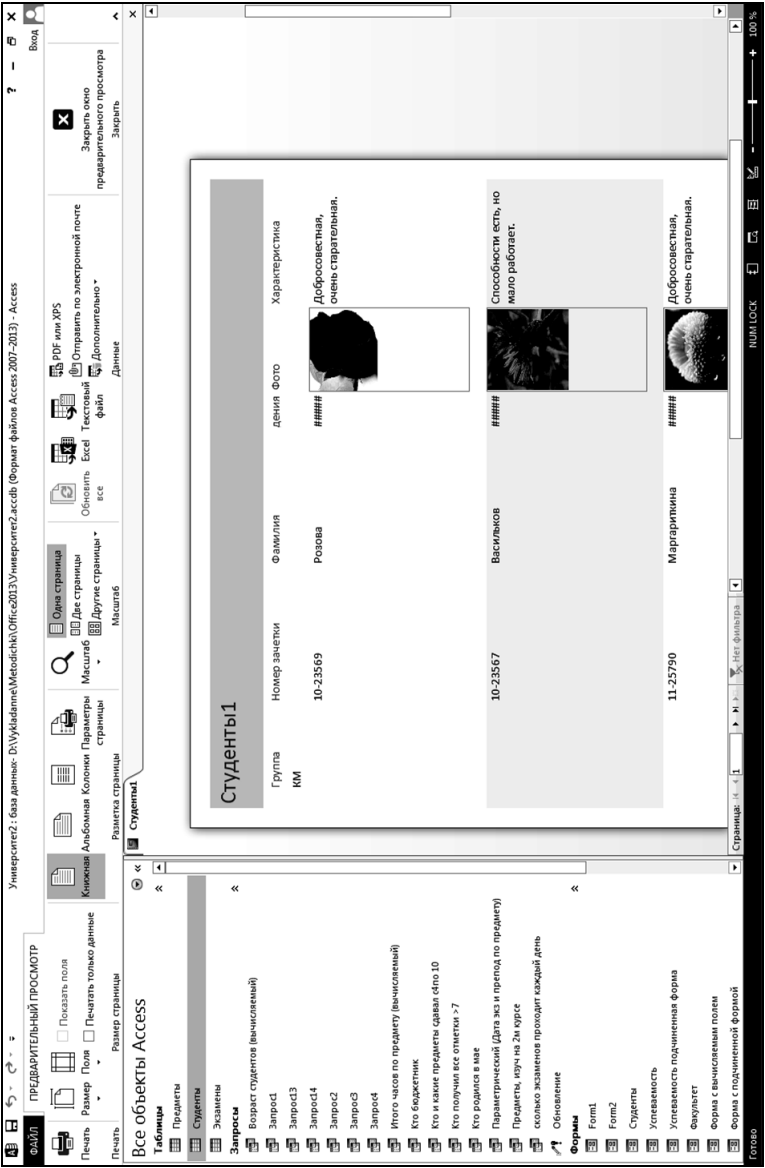 Университет2 : база данных- D:\Vykladanne\Metodichki\Office2013\Университет2.accdb (Формат файлов Access 2007–2013) - Access
Вход
ФАЙЛ
ПРЕДВАРИТЕЛЬНЫЙ ПРОСМОТР
Печать
Размер
Поля
Показать поля
Печатать только данные
Книжная
Альбомная
Колонки
Параметры страницы
Масштаб
Одна страница
Две страницы
Другие страницы
Обновить все
Excel
Текстовый файл
PDF или XPS
Отправить по электронной почте
Дополнительно
Закрыть окно предварительного просмотра
Печать
Размер страницы
Разметка страницы
Масштаб
Данные
Закрыть
Все объекты Access
Таблицы
Предметы
Студенты
Экзамены
Запросы
Возраст студентов (вычисляемый)
Запрос1
Запрос13
Запрос14
Запрос2
Запрос3
Запрос4
Итого часов по предмету (вычисляемый)
Кто бюджетник
Кто и какие предметы сдавал с4по 10
Кто получил все отметки >7
Кто родился в мае
Параметрический (Дата экз и препод по предмету)
Предметы, изуч на 2м курсе
сколько экзаменов проходит каждый день
Обновление
Формы
Form1
Form2
Студенты
Успеваемость
Успеваемость подчиненная форма
Факультет
Форма с вычисляемым полем
Форма с подчиненной формой
Студенты1
Студенты1
Группа Номер зачетки Фамилия дения Фото Характеристика
КМ
10-23569 Розова ##### Добросовестная,
очень старательная.
10-23567 Васильков ##### Способности есть, но
мало работает.
11-25790 Маргариткина ##### Добросовестная,
очень старательная.
Страница: 1 Нет фильтра
Готово
NUM LOCK
100 %